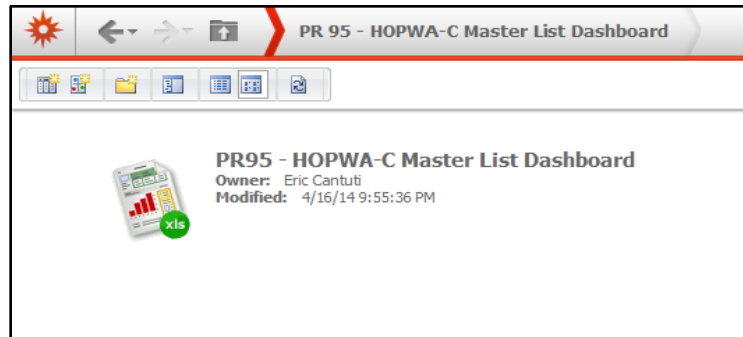 PR 95 - HOPWA-C Master List Dashboard
PR95 - HOPWA-C Master List Dashboard
Owner: Eric Cantuti
Modified: 4/16/14 9:55:36 PM
xls